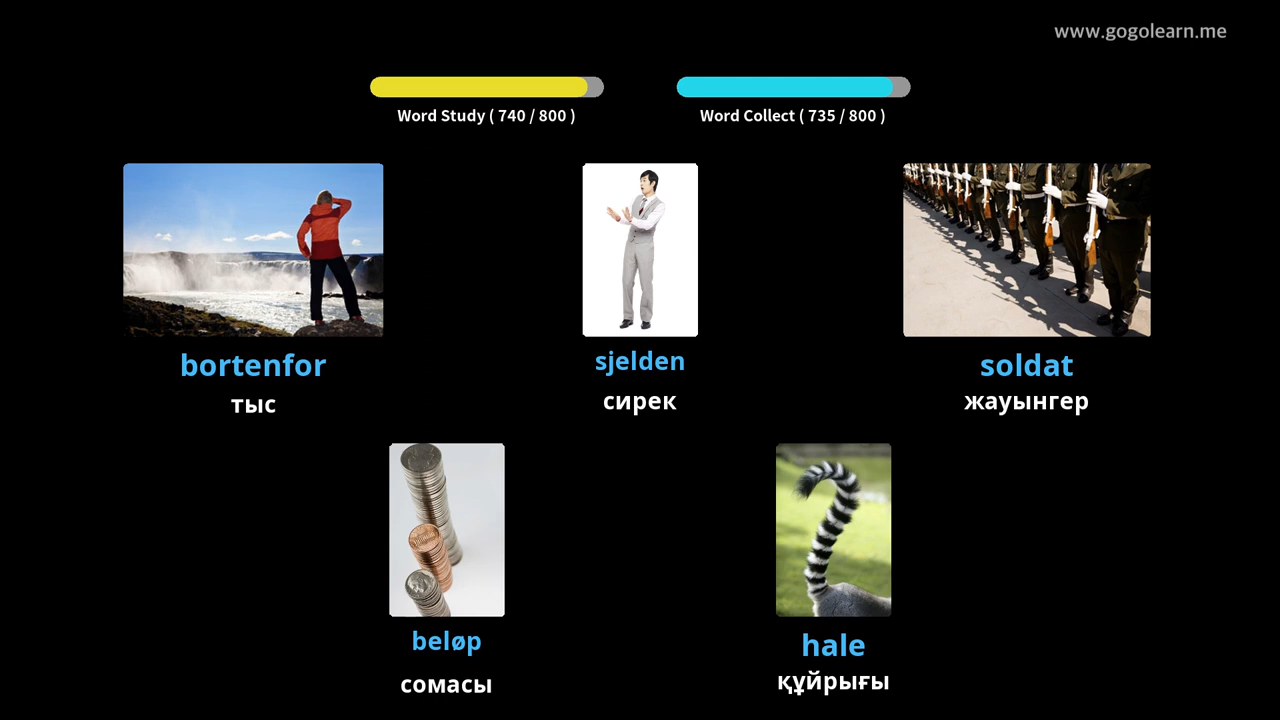 www.gogolearn.me
Word Study ( 740 / 800 )
Word Collect ( 735 / 800 )
bortenfor
тыс
sjelden
сирек
soldat
жауынгер
beløp
сомасы
hale
құйрығы